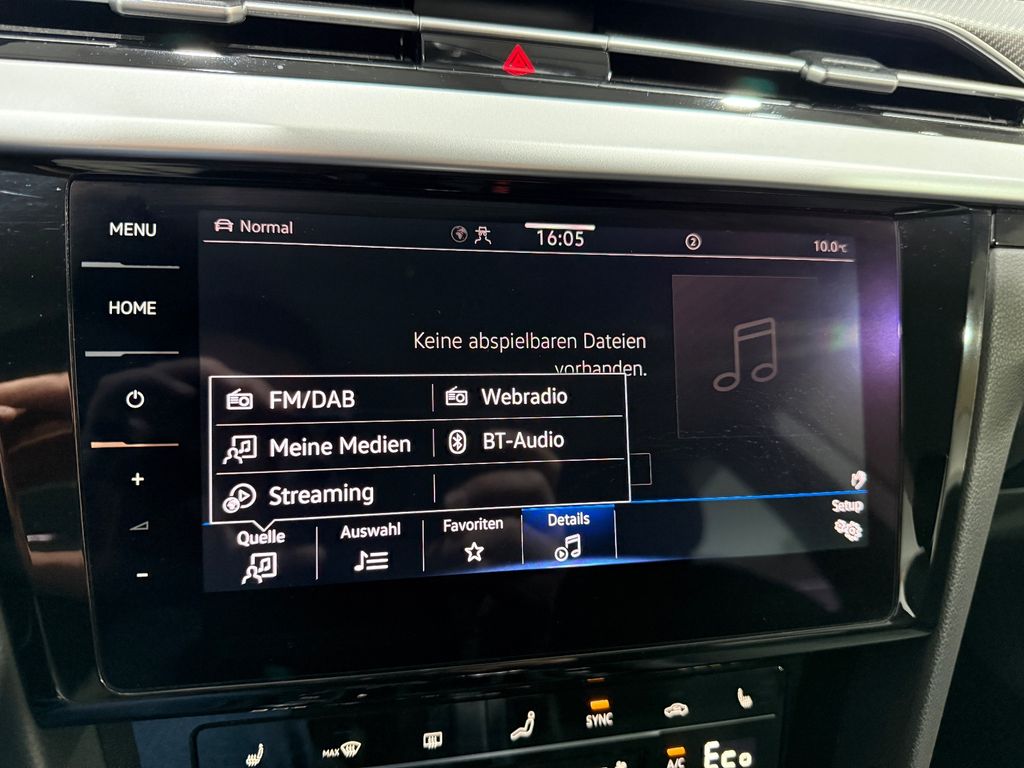 MENU
HOME
+
-
Normal
16:05
2
10.0°C
Keine abspielbaren Dateien
vorhanden.
FM/DAB
Webradio
Meine Medien
BT-Audio
Streaming
Quelle
Auswahl
Favoriten
Details
Setup
MAX
SYNC
A/C
Eco